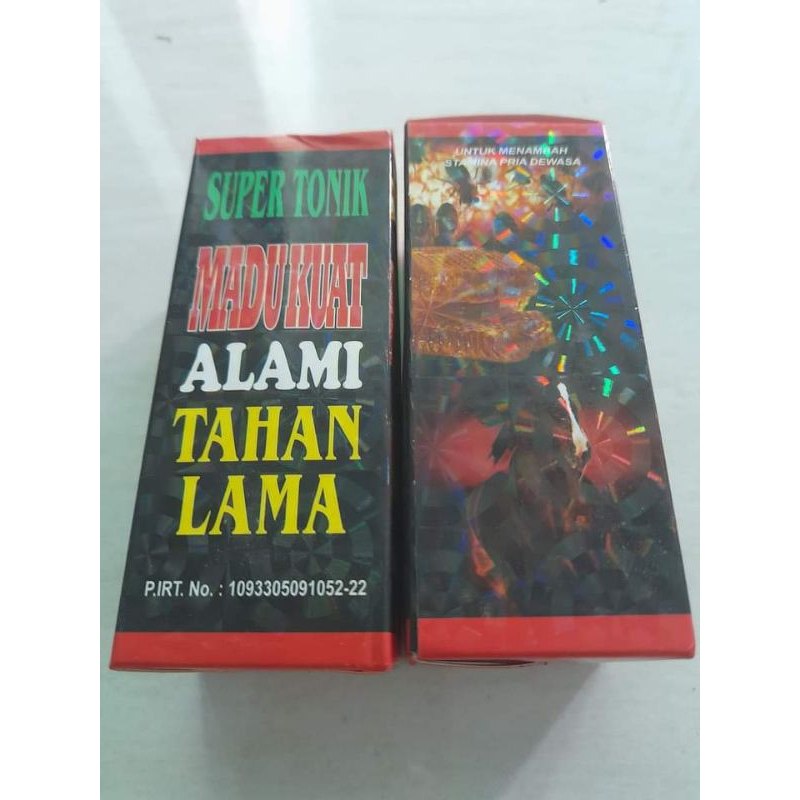 SUPER TONIK
MADU KUAT
ALAMI
TAHAN
LAMA
P.IRT. No. : 1093305091052-22
UNTUK MENAMBAH
STAMINA PRIA DEWASA